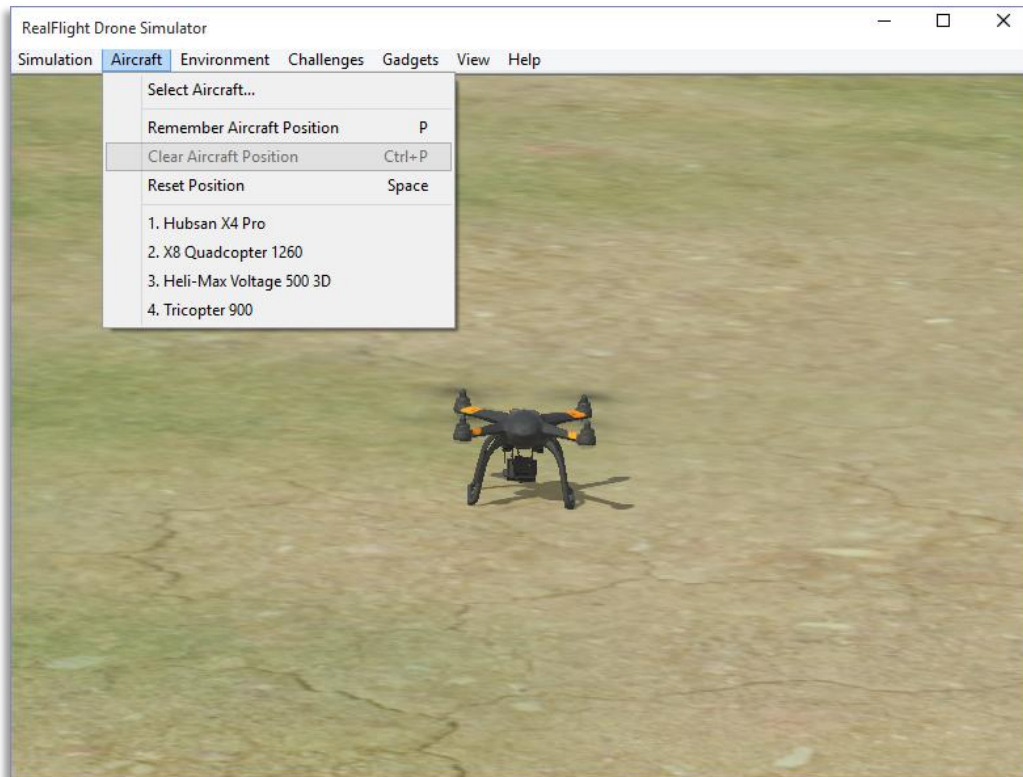 RealFlight Drone Simulator
Simulation Aircraft Environment Challenges Gadgets View Help
Select Aircraft...
Remember Aircraft Position P
Clear Aircraft Position Ctrl+P
Reset Position Space
1. Hubsan X4 Pro
2. X8 Quadcopter 1260
3. Heli-Max Voltage 500 3D
4. Tricopter 900